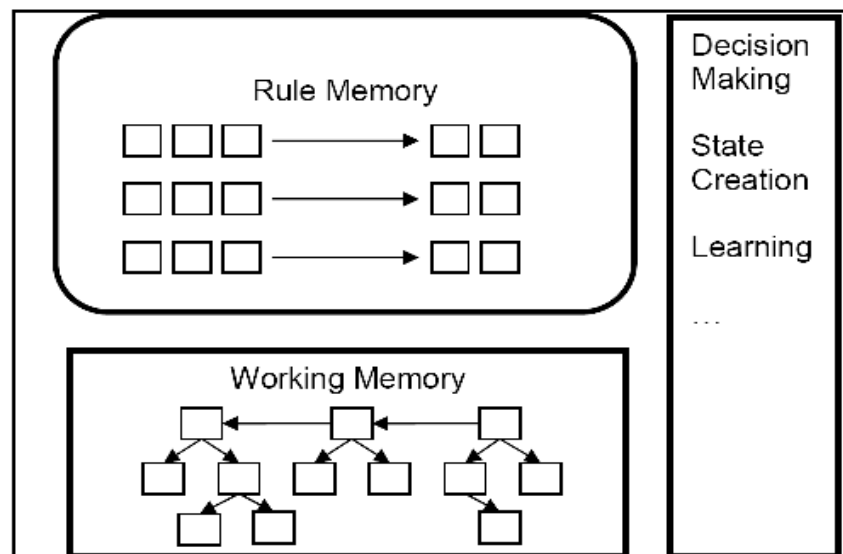 Rule Memory
Working Memory
Decision
Making
State
Creation
Learning
...